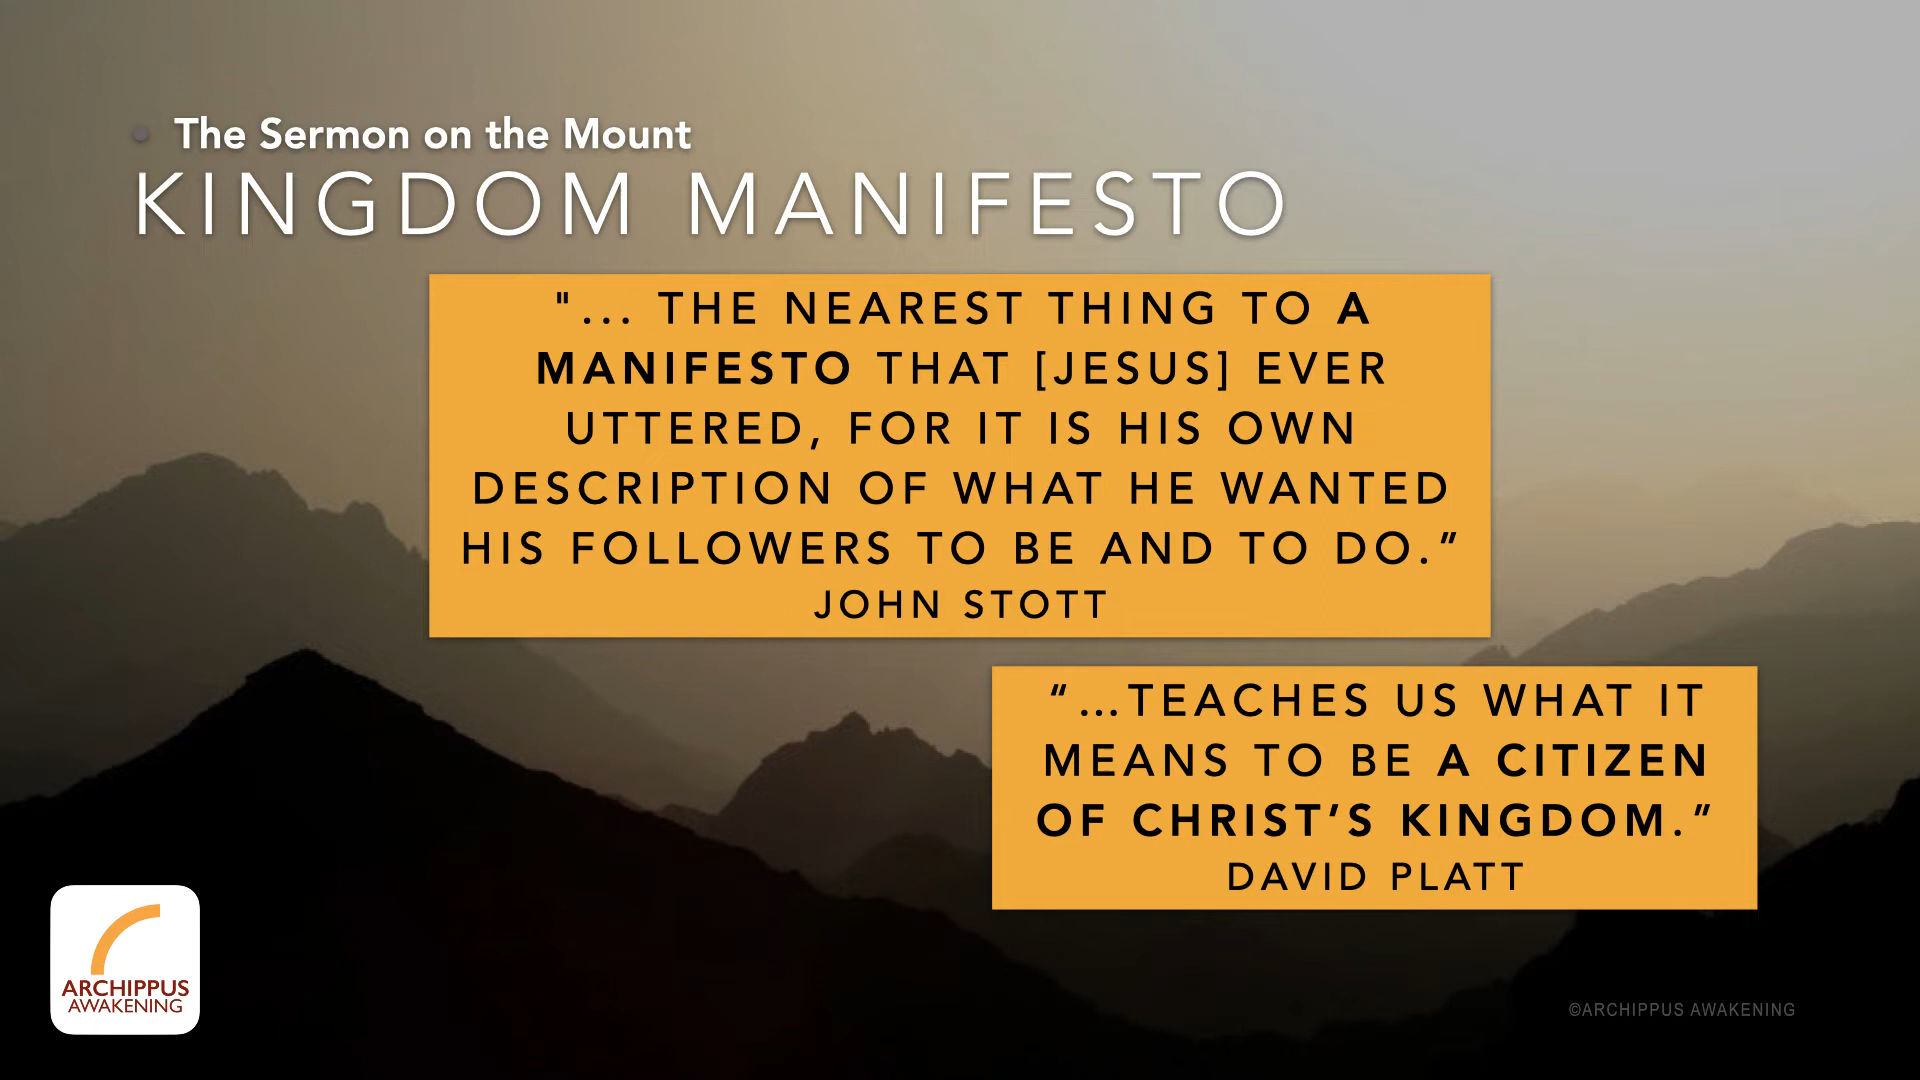 • The Sermon on the Mount
KINGDOM MANIFESTO
"... THE NEAREST THING TO A
MANIFESTO THAT [JESUS] EVER
UTTERED, FOR IT IS HIS OWN
DESCRIPTION OF WHAT HE WANTED
HIS FOLLOWERS TO BE AND TO DO.”
JOHN STOTT
“...TEACHES US WHAT IT
MEANS TO BE A CITIZEN
OF CHRIST’S KINGDOM.”
DAVID PLATT
ARCHIPPUS
AWAKENING
©ARCHIPPUS AWAKENING